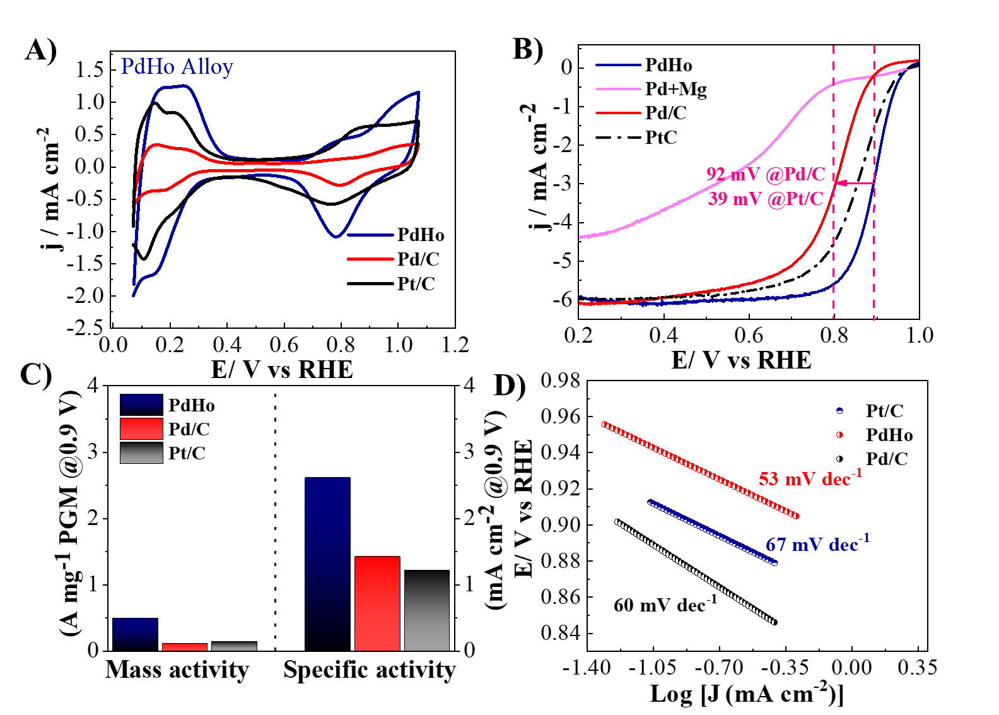 A)
PdHo Alloy
1.5
1.0
0.5
0.0
-0.5
-1.0
-1.5
-2.0
-2.5
j / mA cm-2
PdHo
Pd/C
Pt/C
0.0 0.2 0.4 0.6 0.8 1.0 1.2
E/ V vs RHE
B)
PdHo
Pd+Mg
Pd/C
PtC
0
-1
-2
-3
-4
-5
-6
j / mA cm-2
92 mV @Pd/C
39 mV @Pt/C
0.2 0.4 0.6 0.8 1.0
E/ V vs RHE
C)
4
3
2
1
0
(A mg-1 PGM @0.9 V)
PdHo
Pd/C
Pt/C
4
3
2
1
0
(mA cm-2 @0.9 V)
Mass activity Specific activity
D)
0.98
0.96
0.94
0.92
0.90
0.88
0.86
0.84
E/ V vs RHE
Pt/C
PdHo
Pd/C
53 mV dec-1
67 mV dec-1
60 mV dec-1
-1.40 -1.05 -0.70 -0.35 0.00 0.35
Log [J (mA cm-2)]